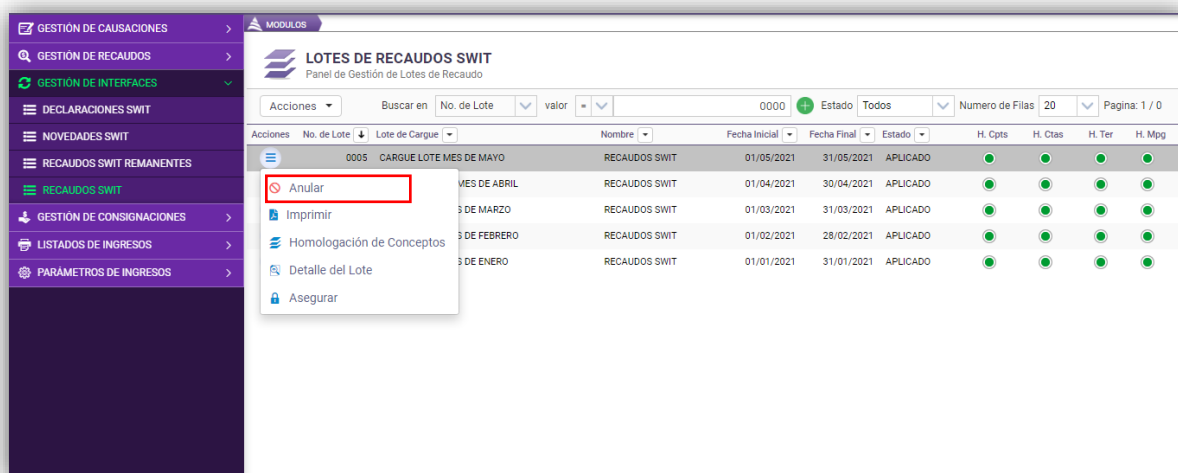 GESTIÓN DE CAUSACIONES
GESTIÓN DE RECAUDOS
GESTIÓN DE INTERFACES
DECLARACIONES SWIT
NOVEDADES SWIT
RECAUDOS SWIT REMANENTES
RECAUDOS SWIT
GESTIÓN DE CONSIGNACIONES
LISTADOS DE INGRESOS
PARÁMETROS DE INGRESOS
MODULOS
LOTES DE RECAUDOS SWIT
Panel de Gestión de Lotes de Recaudo
Acciones Buscar en No. de Lote valor = 0000 Estado Todos Numero de Filas 20 Pagina: 1 / 0
Acciones No. de Lote Lote de Cargue Nombre Fecha Inicial Fecha Final Estado H. Cpts H. Ctas H. Ter H. Mpg
0005 CARGUE LOTE MES DE MAYO RECAUDOS SWIT 01/05/2021 31/05/2021 APLICADO
MES DE ABRIL RECAUDOS SWIT 01/04/2021 30/04/2021 APLICADO
S DE MARZO RECAUDOS SWIT 01/03/2021 31/03/2021 APLICADO
S DE FEBRERO RECAUDOS SWIT 01/02/2021 28/02/2021 APLICADO
S DE ENERO RECAUDOS SWIT 01/01/2021 31/01/2021 APLICADO
Anular
Imprimir
Homologación de Conceptos
Detalle del Lote
Asegurar